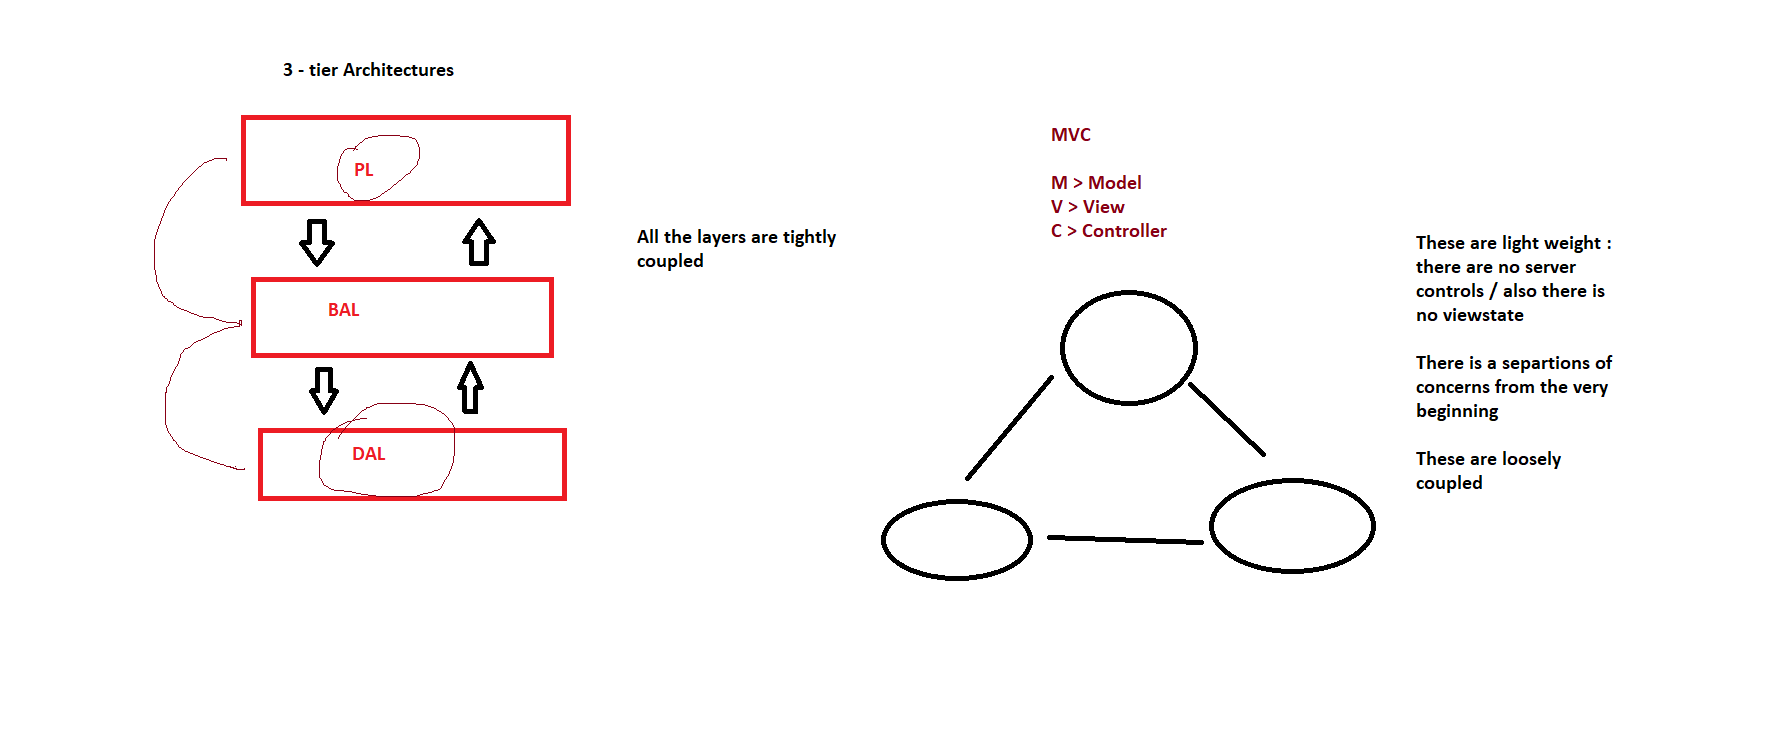 3 - tier Architectures
PL
BAL
DAL
All the layers are tightly
coupled
MVC
M > Model
V > View
C > Controller
These are light weight :
there are no server
controls / also there is
no viewstate
There is a separtions of
concerns from the very
beginning
These are loosely
coupled